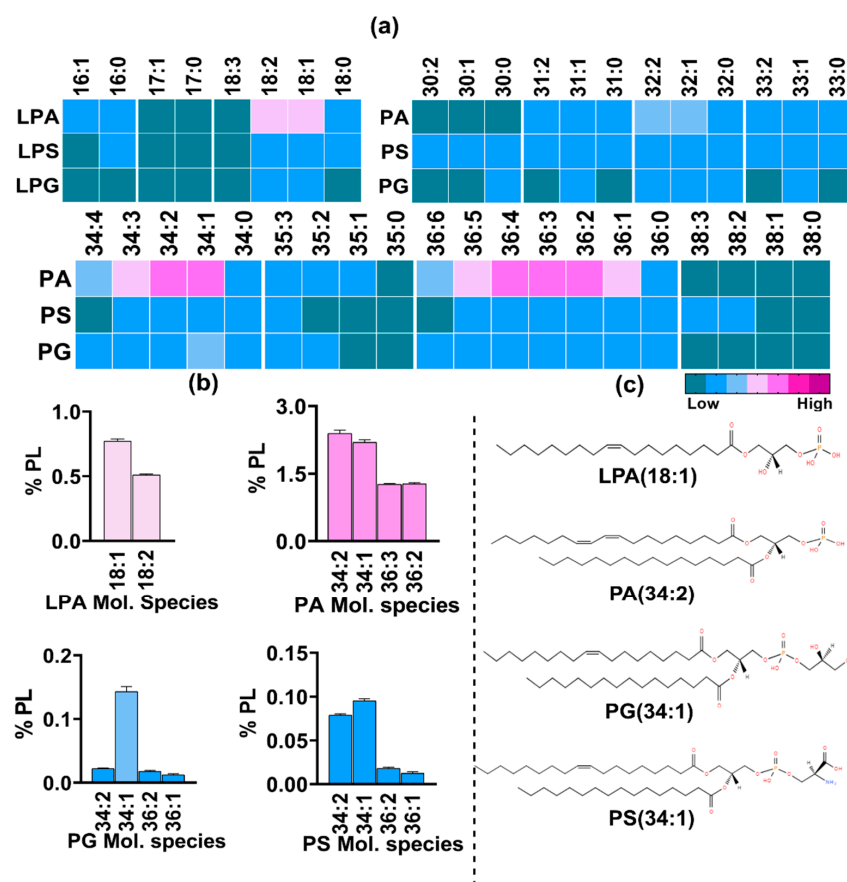 (a)
16:1 16:0 17:1 17:0 18:3 18:2 18:1 18:0
LPA
LPS
LPG
30:2 30:1 30:0 31:2 31:1 31:0 32:2 32:1 32:0 33:2 33:1 33:0
PA
PS
PG
34:4 34:3 34:2 34:1 34:0 35:3 35:2 35:1 35:0 36:6 36:5 36:4 36:3 36:2 36:1 36:0 38:3 38:2 38:1 38:0
PA
PS
PG
Low High
(b)
% PL
1.0
0.5
0.0
18:1 18:2
LPA Mol. Species
% PL
3.0
1.5
0.0
34:2 34:1 36:3 36:2
PA Mol. species
% PL
0.2
0.1
0.0
34:2 34:1 36:2 36:1
PG Mol. species
% PL
0.15
0.10
0.05
0.00
34:2 34:1 36:2 36:1
PS Mol. species
(c)
LPA(18:1)
PA(34:2)
PG(34:1)
PS(34:1)